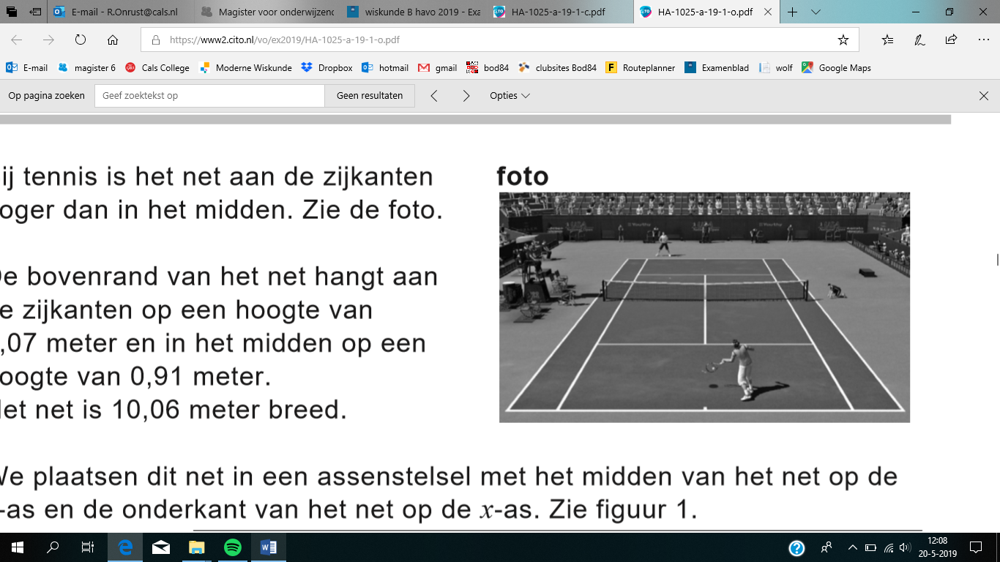 E-mail - R.Onrust@cals.nl
Magister voor onderwijzend
wiskunde B havo 2019 - Exa
HA-1025-a-19-1-c.pdf
HA-1025-a-19-1-o.pdf
https://www2.cito.nl/vo/ex2019/HA-1025-a-19-1-o.pdf
E-mail magister 6 Cals College Moderne Wiskunde Dropbox hotmail gmail bod84 clubsites Bod84 Routeplanner Examenblad wolf Google Maps
Op pagina zoeken Geef zoektekst op Geen resultaten Opties
ij tennis is het net aan de zijkanten
oger dan in het midden. Zie de foto.
foto
e bovenrand van het net hangt aan
e zijkanten op een hoogte van
,07 meter en in het midden op een
oogte van 0,91 meter.
et net is 10,06 meter breed.
We plaatsen dit net in een assenstelsel met het midden van het net op de
-as en de onderkant van het net op de x-as. Zie figuur 1.
12:08
20-5-2019